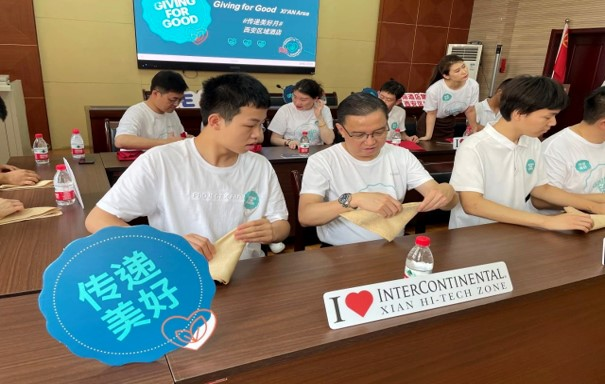 GIVING
FOR
GOOD
Giving for Good XI'AN Area
#传递美好月#
西安区域酒店
传递
美好
I ❤ INTERCONTINENTAL
XIAN HI-TECH ZONE